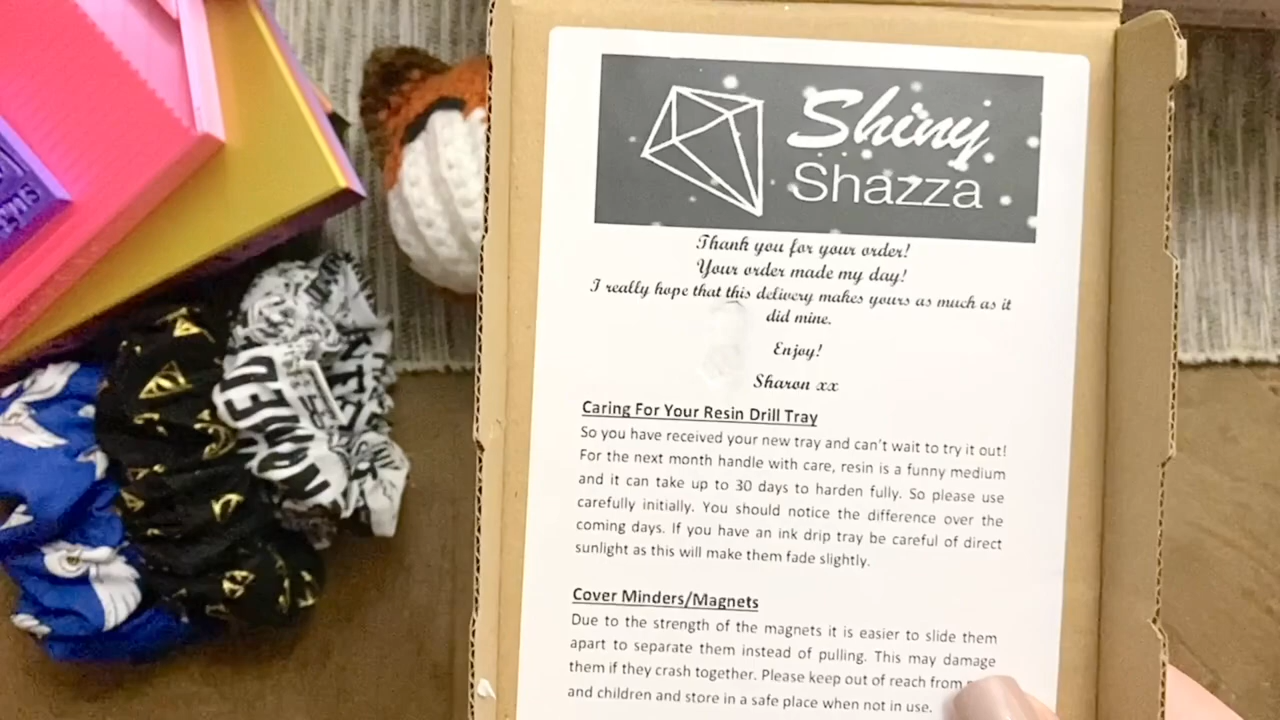 Shiny
Shazza
Thank you for your order!
Your order made my day!
I really hope that this delivery makes yours as much as it
did mine.
Enjoy!
Sharon xx
Caring For Your Resin Drill Tray
So you have received your new tray and can't wait to try it out!
For the next month handle with care, resin is a funny medium
and it can take up to 30 days to harden fully. So please use
carefully initially. You should notice the difference over the
coming days. If you have an ink drip tray be careful of direct
sunlight as this will make them fade slightly.
Cover Minders/Magnets
Due to the strength of the magnets it is easier to slide them
apart to separate them instead of pulling. This may damage
them if they crash together. Please keep out of reach from
and children and store in a safe place when not in use.